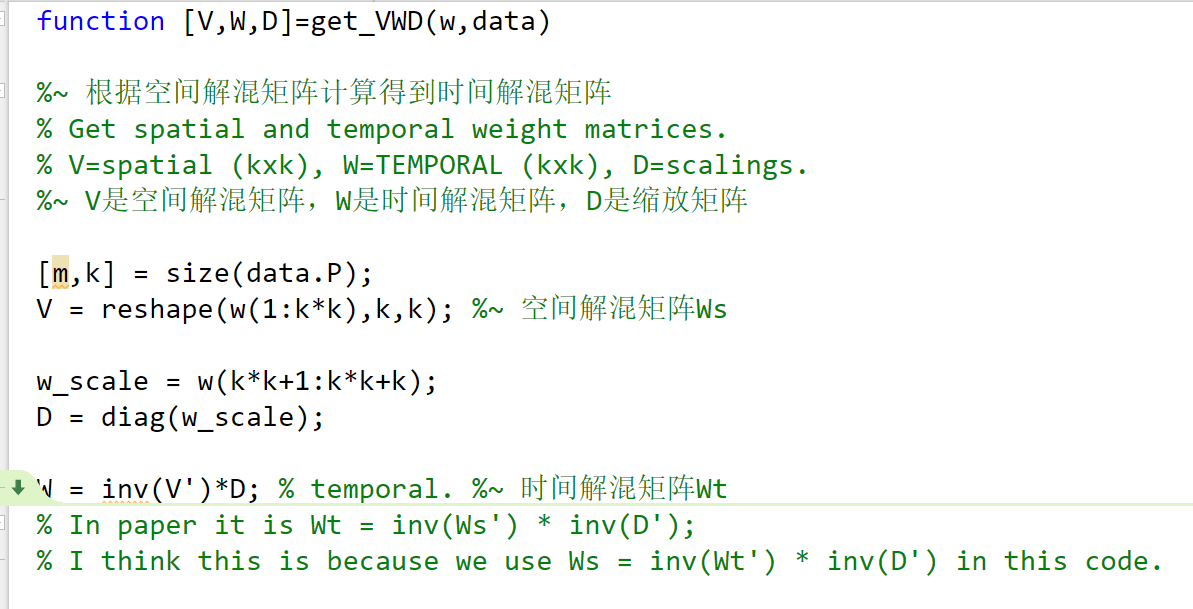 function [V,W,D]=get_VWD(w,data)
%~ 根据空间解混矩阵计算得到时间解混矩阵
% Get spatial and temporal weight matrices.
% V=spatial (kxk), W=TEMPORAL (kxk), D=scalings.
%~ V是空间解混矩阵，W是时间解混矩阵，D是缩放矩阵
[m,k] = size(data.P);
V = reshape(w(1:k*k),k,k); %~ 空间解混矩阵Ws
w_scale = w(k*k+1:k*k+k);
D = diag(w_scale);
W = inv(V')*D; % temporal. %~ 时间解混矩阵Wt
% In paper it is Wt = inv(Ws') * inv(D');
% I think this is because we use Ws = inv(Wt') * inv(D') in this code.